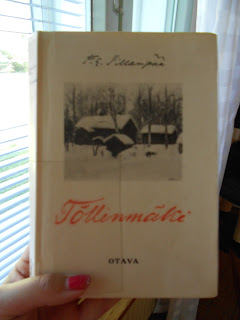 F. E. Sillanpää
Töllinmäki
OTAVA